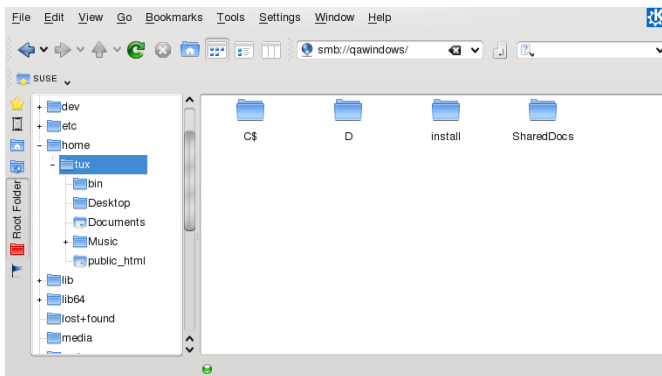 File Edit View Go Bookmarks Tools Settings Window Help
smb://qawindows/
SUSE
Root Folder
dev
etc
home
tux
bin
Desktop
Documents
Music
public_html
lib
lib64
lost+found
media
C$ D install SharedDocs